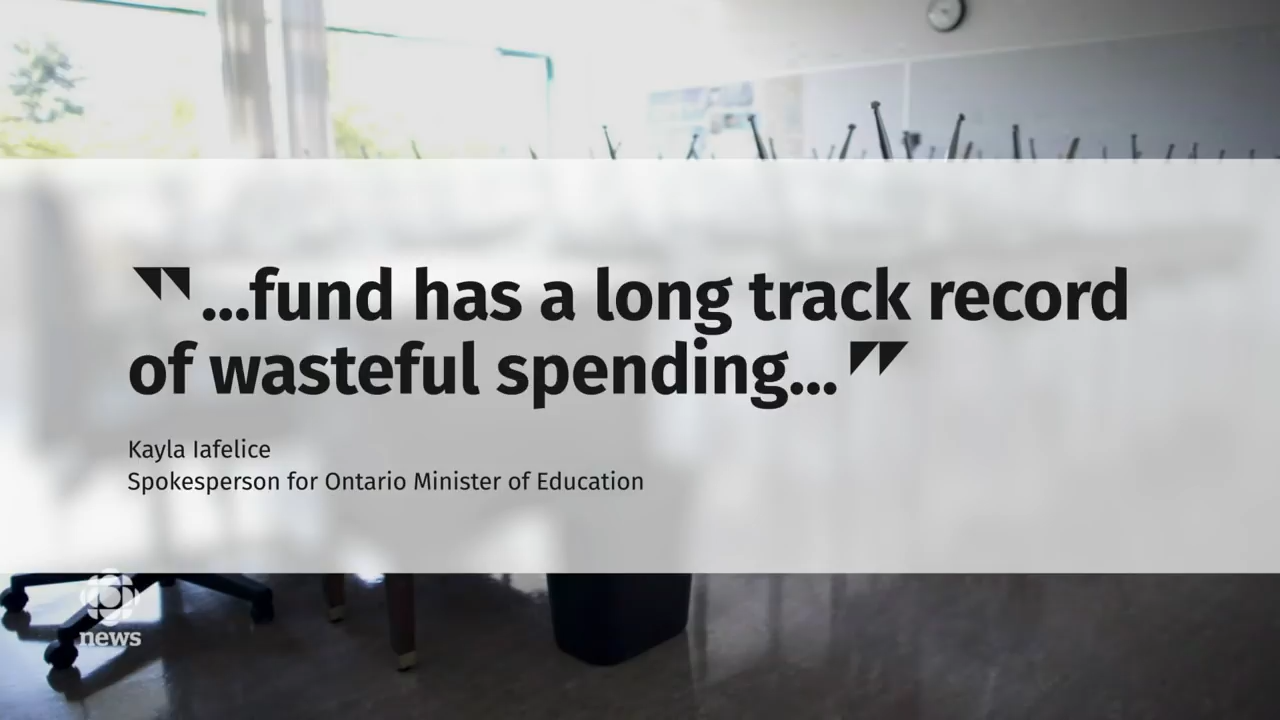 "...fund has a long track record
of wasteful spending..."
Kayla Iafelice
Spokesperson for Ontario Minister of Education
news